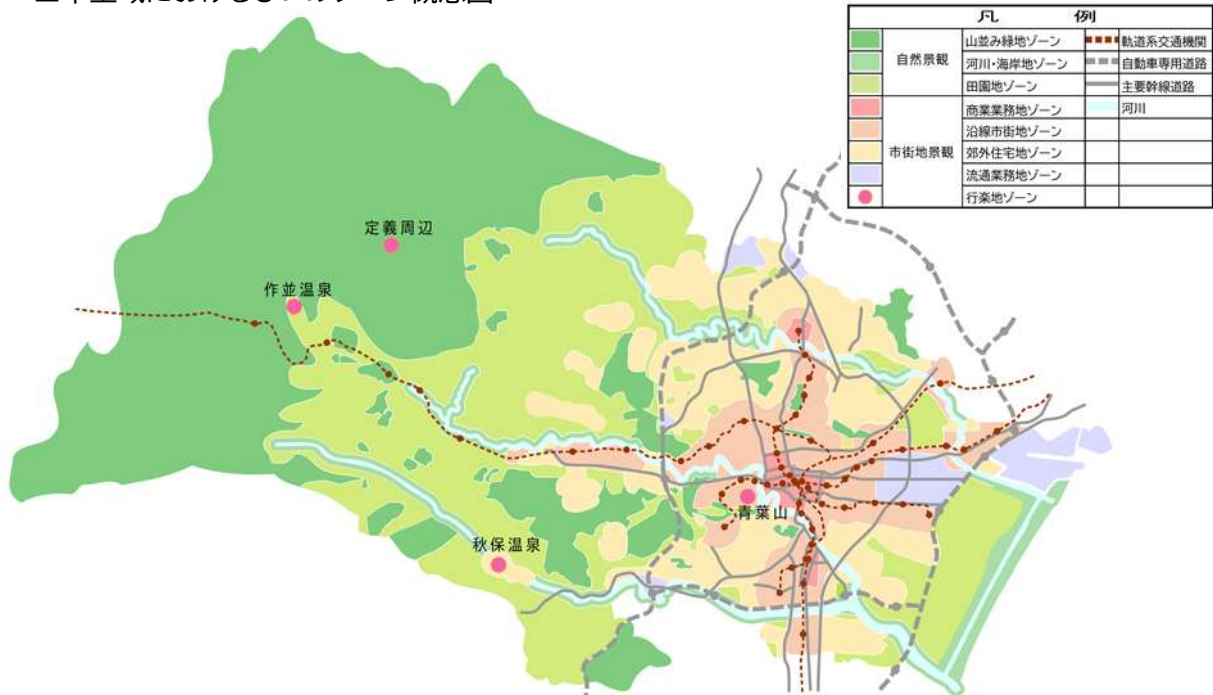 凡 例
自然景観
山並み緑地ゾーン 軌道系交通機関
河川・海岸地ゾーン 自動車専用道路
田園地ゾーン 主要幹線道路
市街地景観
商業業務地ゾーン 河川
沿線市街地ゾーン
郊外住宅地ゾーン
流通業務地ゾーン
行楽地ゾーン
定義周辺
作並温泉
青葉山
秋保温泉